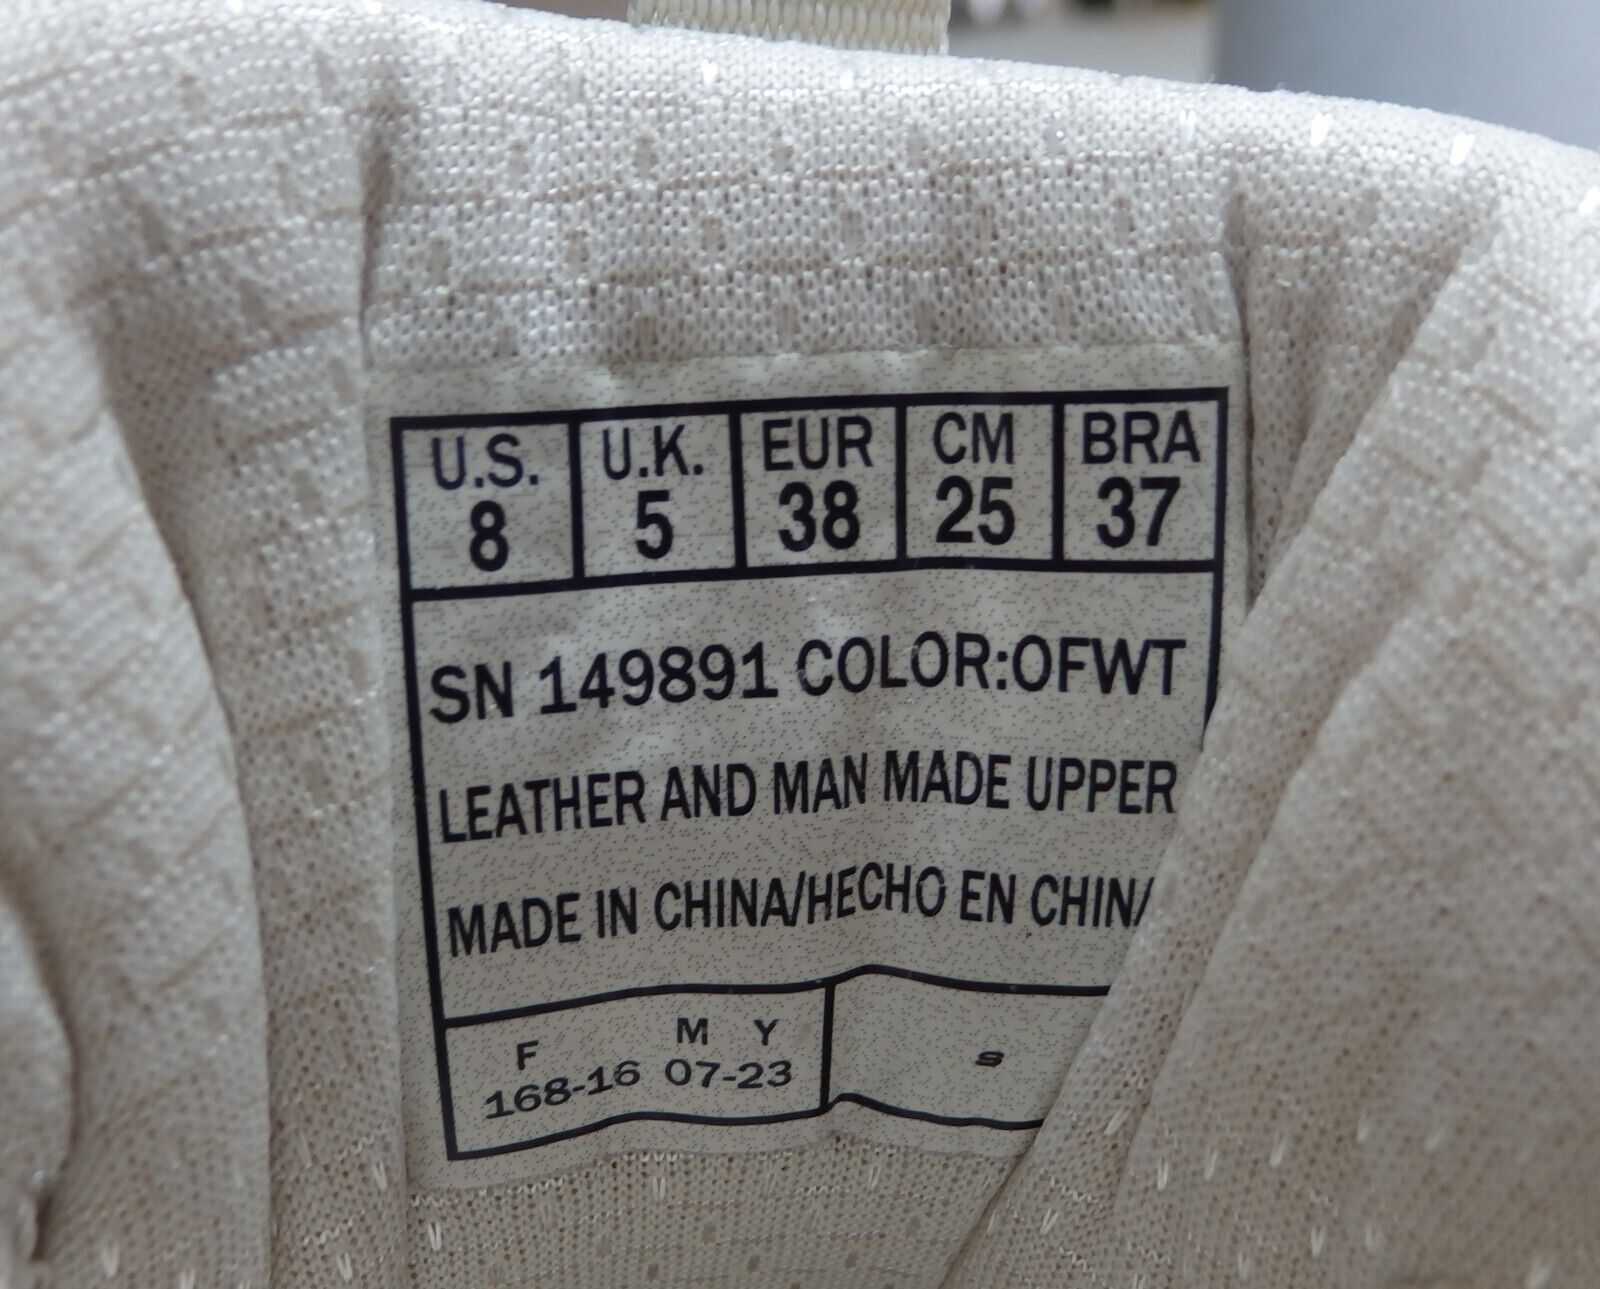 U.S. U.K. EUR CM BRA
8 5 38 25 37
SN 149891 COLOR:OFWT
LEATHER AND MAN MADE UPPER
MADE IN CHINA/HECHO EN CHIN
F M Y
168-16 07-23 s